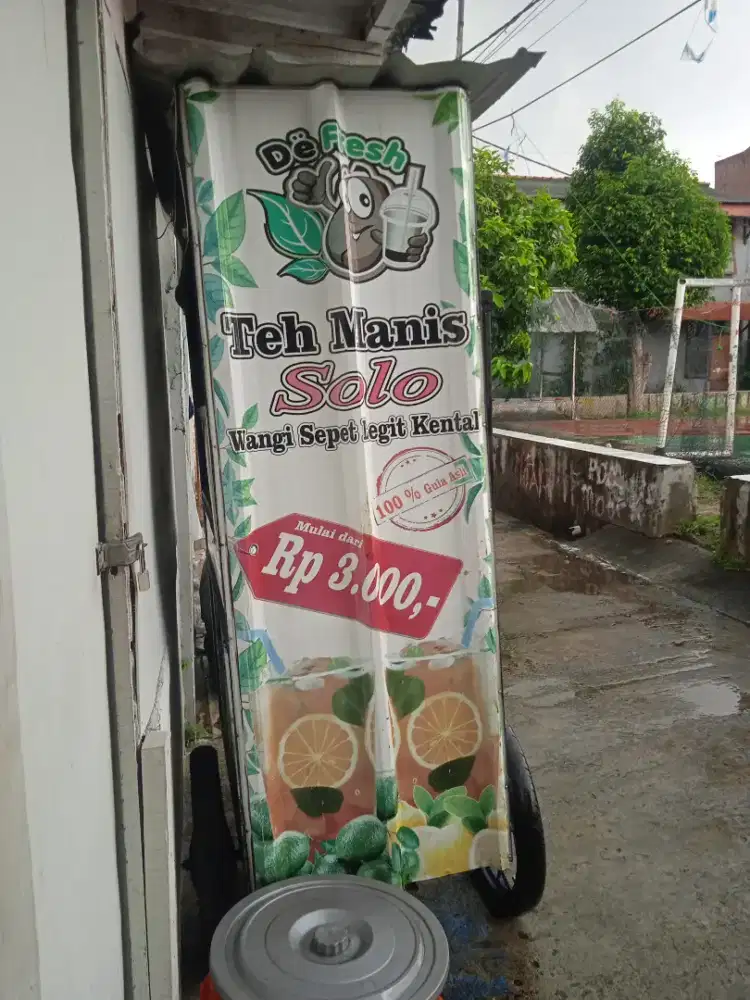 Dë Fresh
Teh Manis
Solo
Wangi Sepet legit Kental
100 % Gula Asli
Mulai dari
Rp 3.000,-